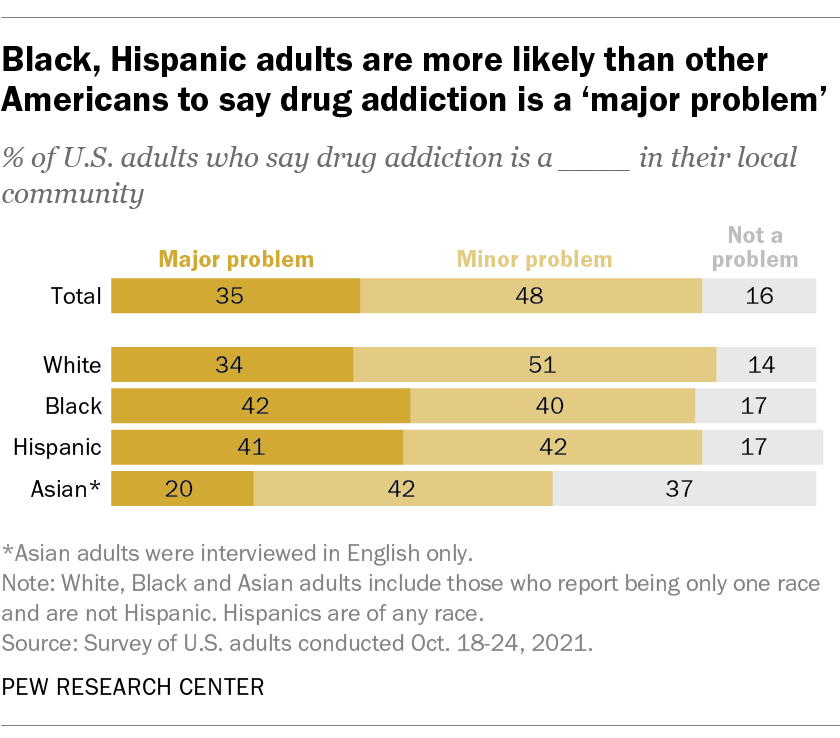 Black, Hispanic adults are more likely than other
Americans to say drug addiction is a ‘major problem’
% of U.S. adults who say drug addiction is a ____ in their local
community
Major problem Minor problem Not a problem
Total 35 48 16
White 34 51 14
Black 42 40 17
Hispanic 41 42 17
Asian* 20 42 37
*Asian adults were interviewed in English only.
Note: White, Black and Asian adults include those who report being only one race
and are not Hispanic. Hispanics are of any race.
Source: Survey of U.S. adults conducted Oct. 18-24, 2021.
PEW RESEARCH CENTER